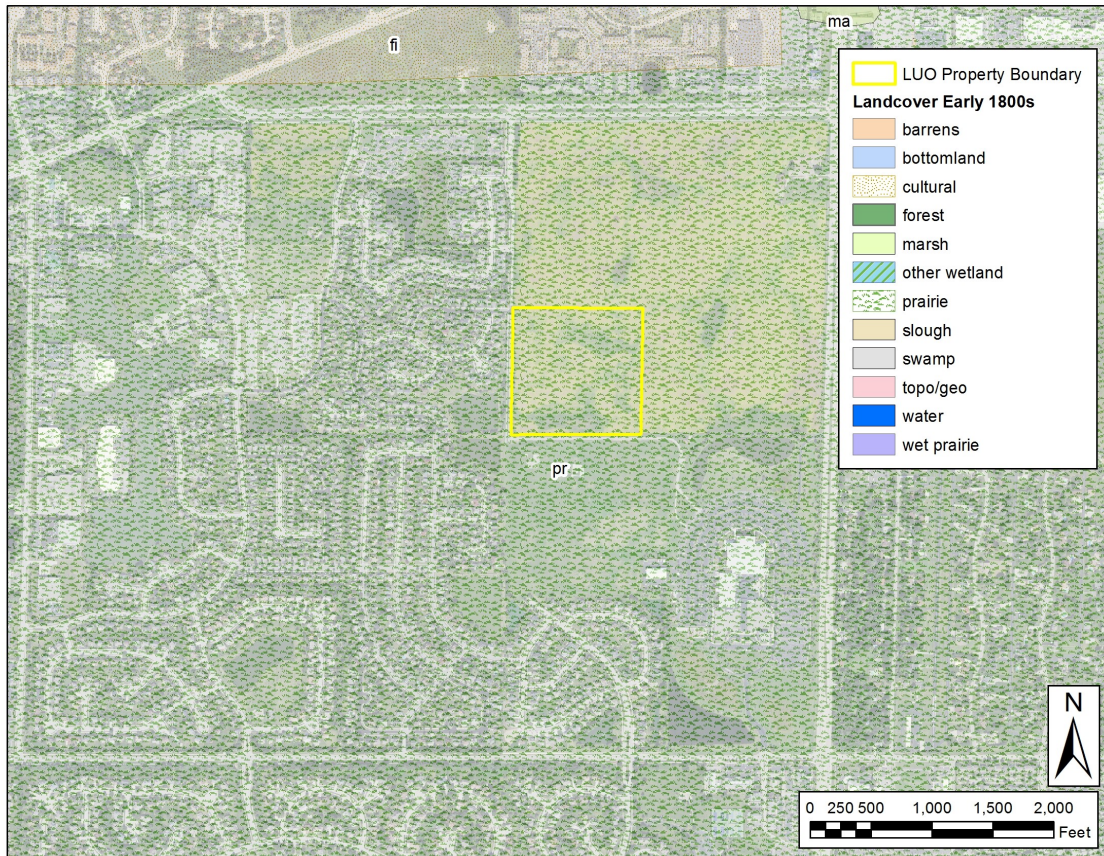 fi
ma
LUO Property Boundary
Landcover Early 1800s
barrens
bottomland
cultural
forest
marsh
other wetland
prairie
slough
swamp
topo/geo
water
wet prairie
pr
N
0 250 500 1,000 1,500 2,000
Feet